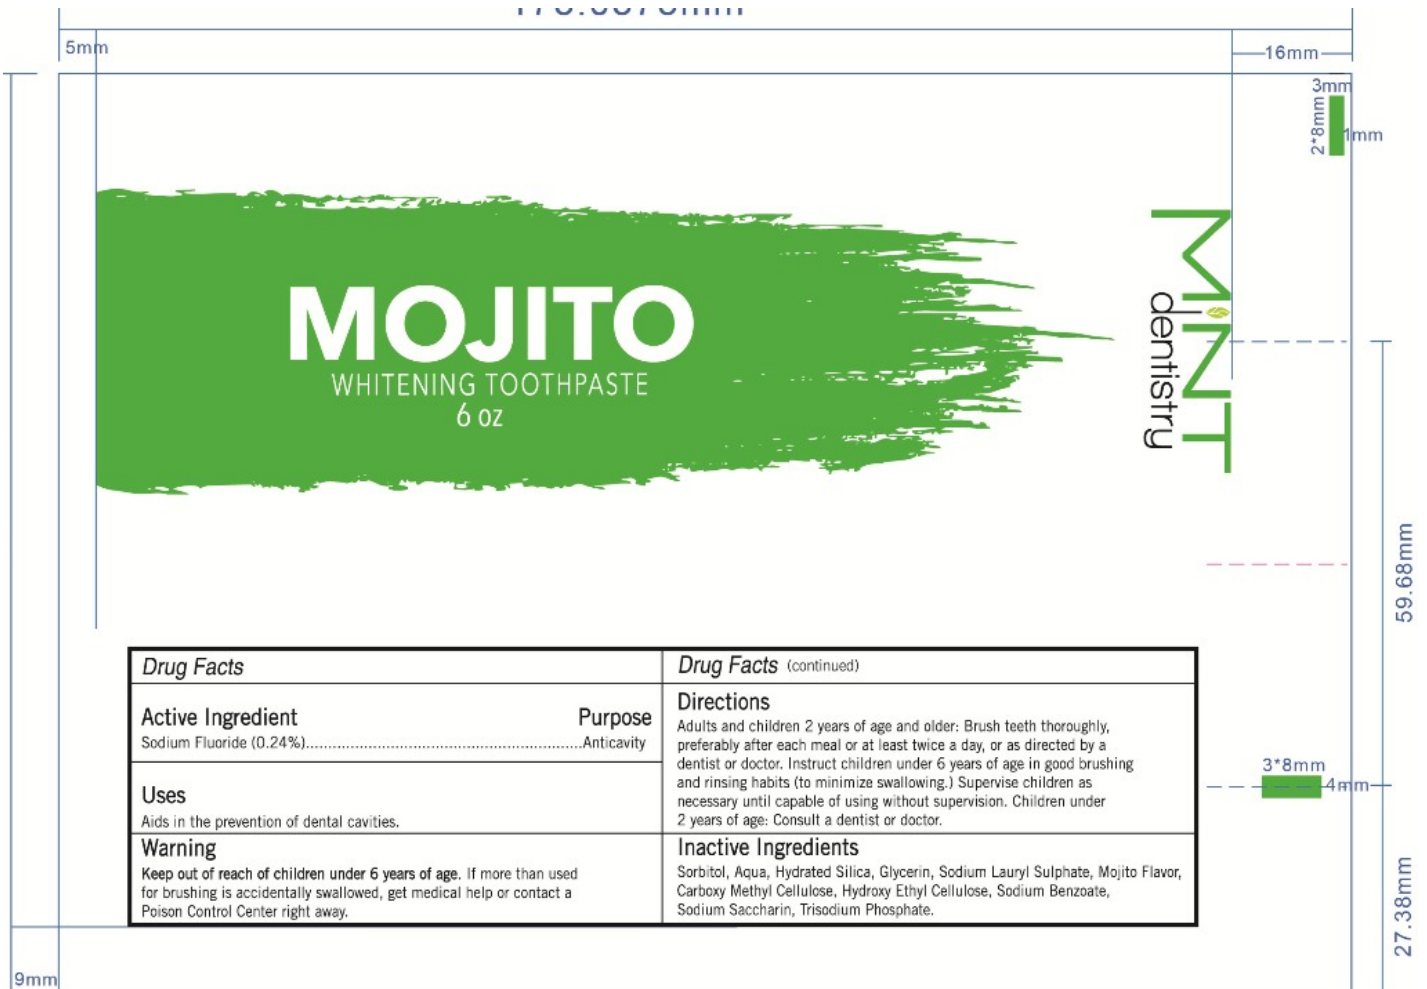 5mm
16mm
3mm
2*8mm
1mm
MOJITO
WHITENING TOOTHPASTE
6 oz
MiNT
dentistry
59.68mm
Drug Facts
Active Ingredient Purpose
Sodium Fluoride (0.24%)...............................................................Anticavity
Uses
Aids in the prevention of dental cavities.
Warning
Keep out of reach of children under 6 years of age. If more than used
for brushing is accidentally swallowed, get medical help or contact a
Poison Control Center right away.
Drug Facts (continued)
Directions
Adults and children 2 years of age and older: Brush teeth thoroughly,
preferably after each meal or at least twice a day, or as directed by a
dentist or doctor. Instruct children under 6 years of age in good brushing
and rinsing habits (to minimize swallowing.) Supervise children as
necessary until capable of using without supervision. Children under
2 years of age: Consult a dentist or doctor.
Inactive Ingredients
Sorbitol, Aqua, Hydrated Silica, Glycerin, Sodium Lauryl Sulphate, Mojito Flavor,
Carboxy Methyl Cellulose, Hydroxy Ethyl Cellulose, Sodium Benzoate,
Sodium Saccharin, Trisodium Phosphate.
3*8mm
4mm
27.38mm
9mm